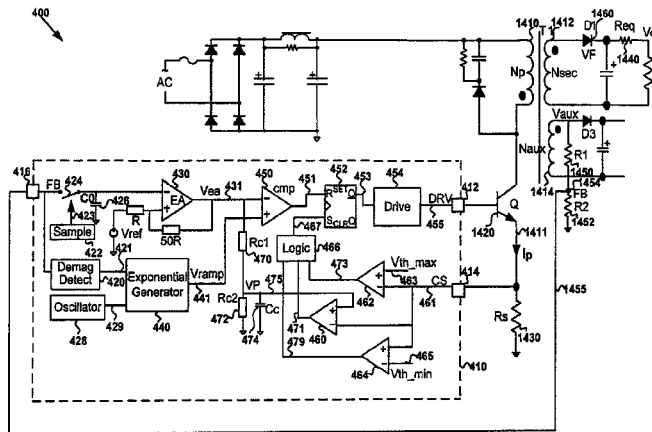 400
1410
T
1412
D1
1460
Req
Vo
AC
Np
Nsec
VF
1440
Vaux
D3
Naux
R1
1450
1454
FB
R2
1452
1414
416
FB
424
C0
426
423
Sample
422
R
Vref
421
430
EA
Vea
431
50R
450
cmp
451
452
SET
R
Q
S
CLR
Q
453
454
Drive
DRV
455
412
Q
1420
1411
Ip
467
Logic
466
Rc1
470
Demag
Detect
420
Exponential
Generator
440
Vramp
441
VP
475
473
Vth_max
463
462
CS
461
414
Oscillator
428
429
Rc2
472
Cc
474
471
479
460
Rs
1430
1455
465
Vth_min
464
410